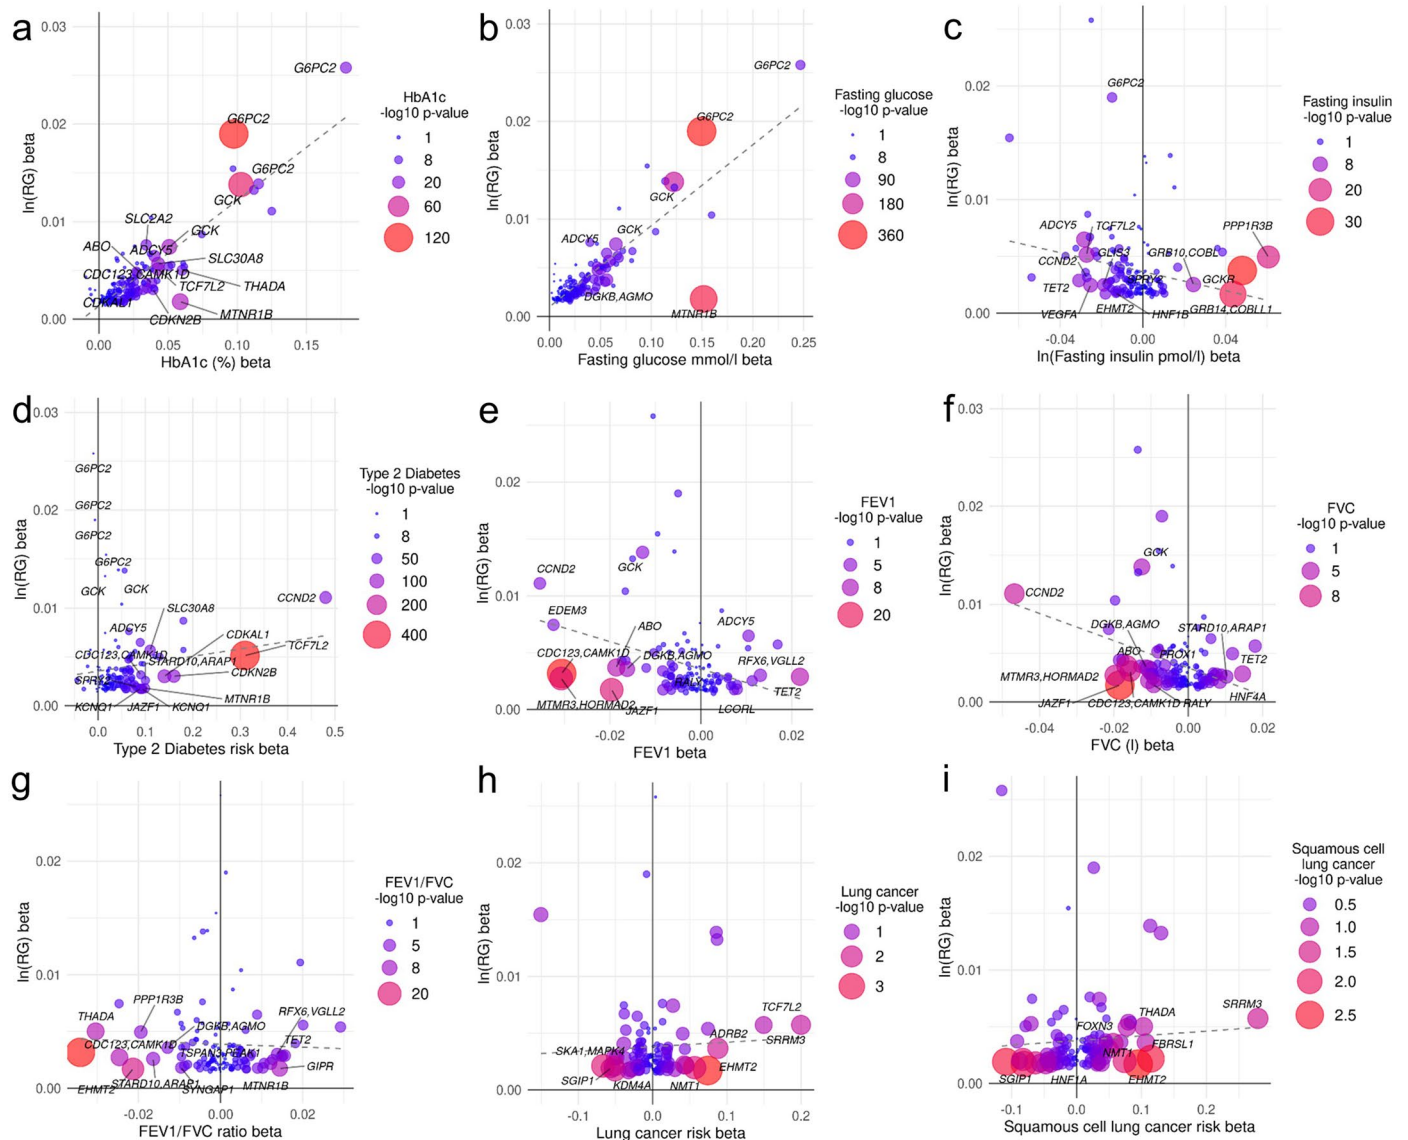 a
0.03
0.02
0.01
0.00
ln(RG) beta
G6PC2
G6PC2
G6PC2
GCK
SLC2A2
GCK
ABO
ADCY5
SLC30A8
CDC123,CAMK1D
TCF7L2
THADA
CDKAL1
CDKN2B
MTNR1B
0.00 0.05 0.10 0.15
HbA1c (%) beta
HbA1c
-log10 p-value
1
8
20
60
120
b
0.03
0.02
0.01
0.00
ln(RG) beta
G6PC2
G6PC2
GCK
ADCY5
GCK
DGKB,AGMO
MTNR1B
0.00 0.05 0.10 0.15 0.20 0.25
Fasting glucose mmol/l beta
Fasting glucose
-log10 p-value
1
8
90
180
360
c
0.02
0.01
0.00
ln(RG) beta
G6PC2
ADCY5
TCF7L2
PPP1R3B
CCND2
GLIS3
GRB10,COBL
TET2
GCKR
VEGFA
EHMT2
HNF1B
GRB14,COBLL1
-0.04 0.00 0.04
ln(Fasting insulin pmol/l) beta
Fasting insulin
-log10 p-value
1
8
20
30
d
0.03
0.02
0.01
0.00
ln(RG) beta
G6PC2
G6PC2
G6PC2
G6PC2
GCK
GCK
CCND2
SLC30A8
ADCY5
CDKAL1
TCF7L2
CDC123,CAMK1D
STARD10,ARAP1
CDKN2B
MTNR1B
KCNQ1
JAZF1
KCNQ1
0.0 0.1 0.2 0.3 0.4 0.5
Type 2 Diabetes risk beta
Type 2 Diabetes
-log10 p-value
1
8
50
100
200
400
e
0.02
0.01
0.00
ln(RG) beta
GCK
CCND2
EDEM3
ABO
ADCY5
CDC123,CAMK1D
DGKB,AGMO
RFX6,VGLL2
RALY
TET2
MTMR3,HORMAD2
JAZF1
LCORL
-0.02 0.00 0.02
FEV1 beta
FEV1
-log10 p-value
1
5
8
20
f
0.03
0.02
0.01
0.00
ln(RG) beta
GCK
CCND2
DGKB,AGMO
STARD10,ARAP1
ABO
PROX1
TET2
MTMR3,HORMAD2
HNF4A
JAZF1
CDC123,CAMK1D
RALY
-0.04 -0.02 0.00 0.02
FVC (l) beta
FVC
-log10 p-value
1
5
8
g
0.02
0.01
0.00
ln(RG) beta
PPP1R3B
THADA
DGKB,AGMO
RFX6,VGLL2
CDC123,CAMK1D
TSPAN3,PEAK1
TET2
GIPR
EHMT2
STARD10,ARAP1
SYNGAP1
MTNR1B
-0.02 0.00 0.02
FEV1/FVC ratio beta
FEV1/FVC
-log10 p-value
1
5
8
20
h
0.02
0.01
0.00
ln(RG) beta
TCF7L2
ADRB2
SRRM3
SKA1,MAPK4
EHMT2
SGIP1
KDM4A
NMT1
-0.1 0.0 0.1 0.2
Lung cancer risk beta
Lung cancer
-log10 p-value
1
2
3
i
0.02
0.01
0.00
ln(RG) beta
SRRM3
THADA
FOXN3
NMT1
FBRSL1
SGIP1
HNF1A
EHMT2
-0.1 0.0 0.1 0.2
Squamous cell lung cancer risk beta
Squamous cell
lung cancer
-log10 p-value
0.5
1.0
1.5
2.0
2.5